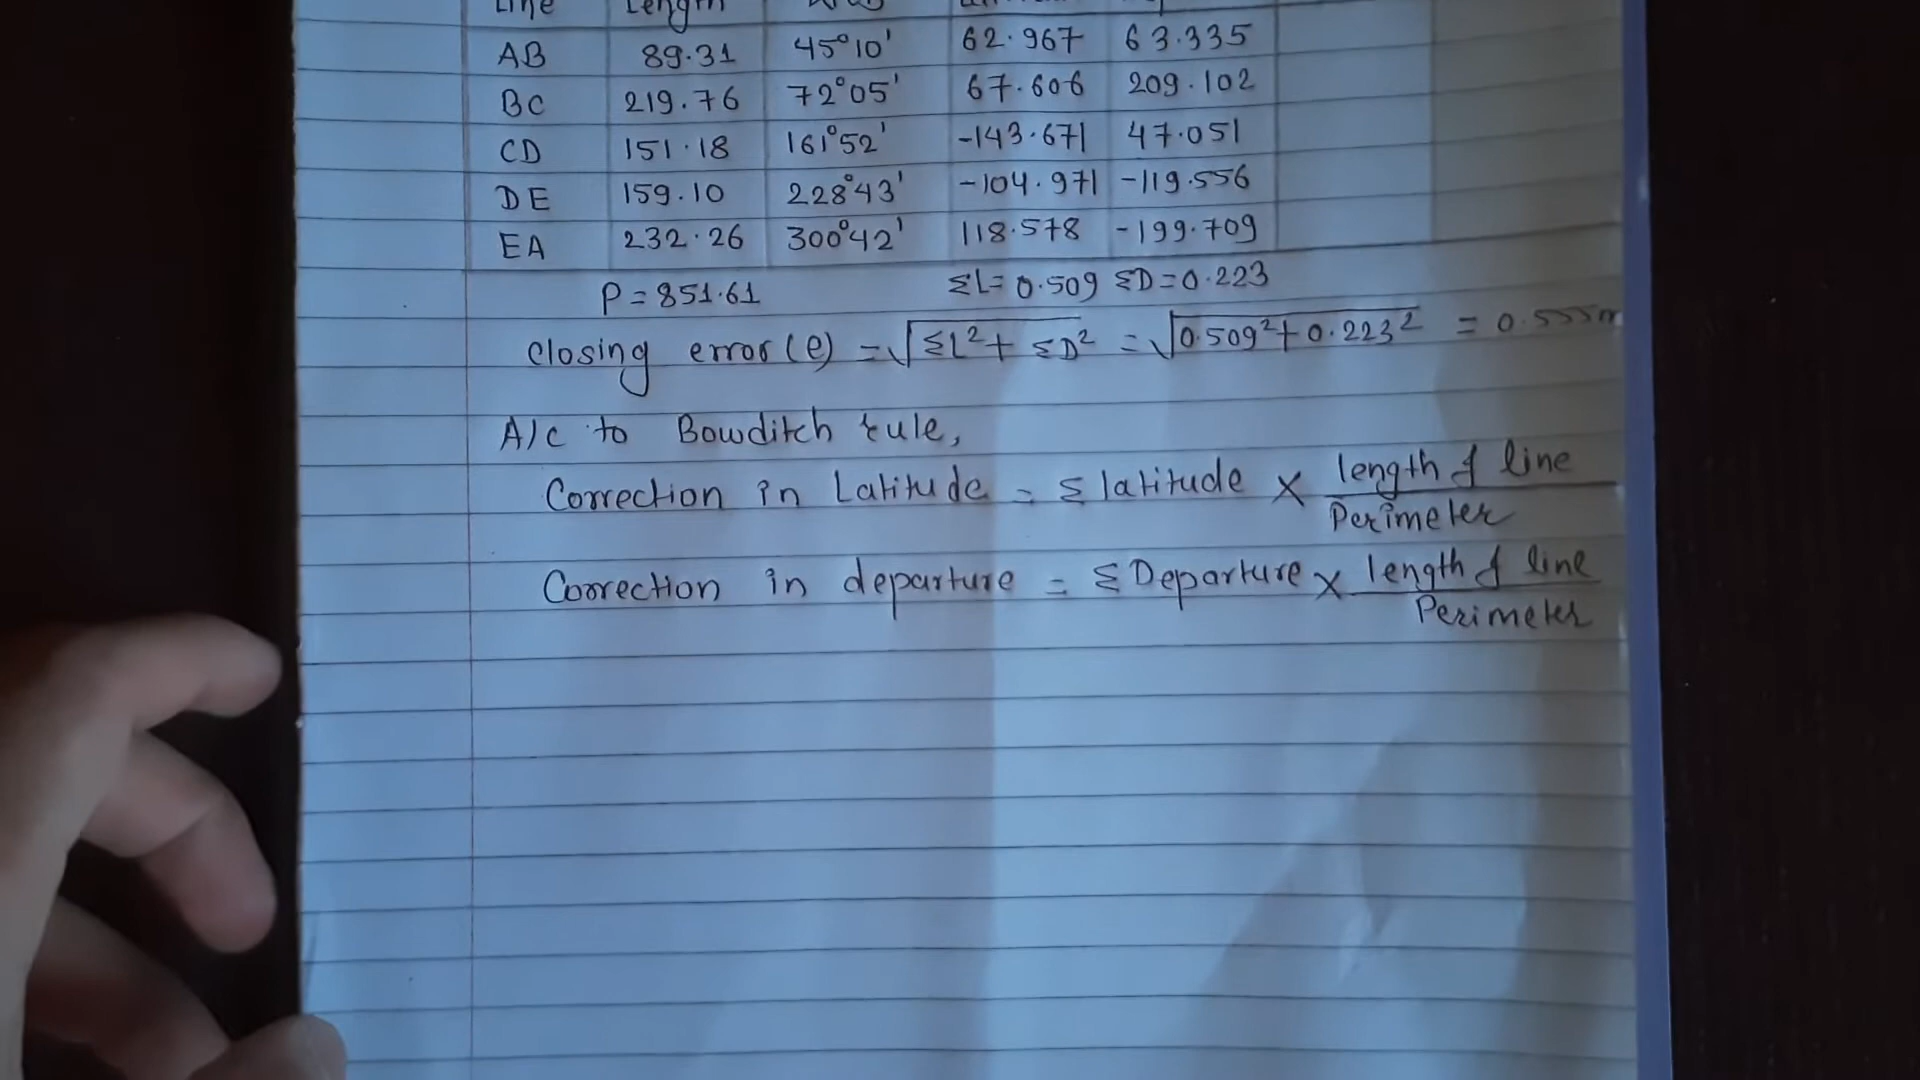 Line Length
AB 89.31 45°10' 62.967 63.335
BC 219.76 72°05' 67.606 209.102
CD 151.18 161°52' -143.671 47.051
DE 159.10 228°43' -104.971 -119.556
EA 232.26 300°42' 118.578 -199.709
P = 851.61 ΣL = 0.509 ΣD = 0.223
Closing error (e) = √ΣL² + ΣD² = √0.509² + 0.223² = 0.555m
A/c to Bowditch rule,
Correction in Latitude = Σ latitude × length of line
Perimeter
Correction in departure = Σ Departure × length of line
Perimeter